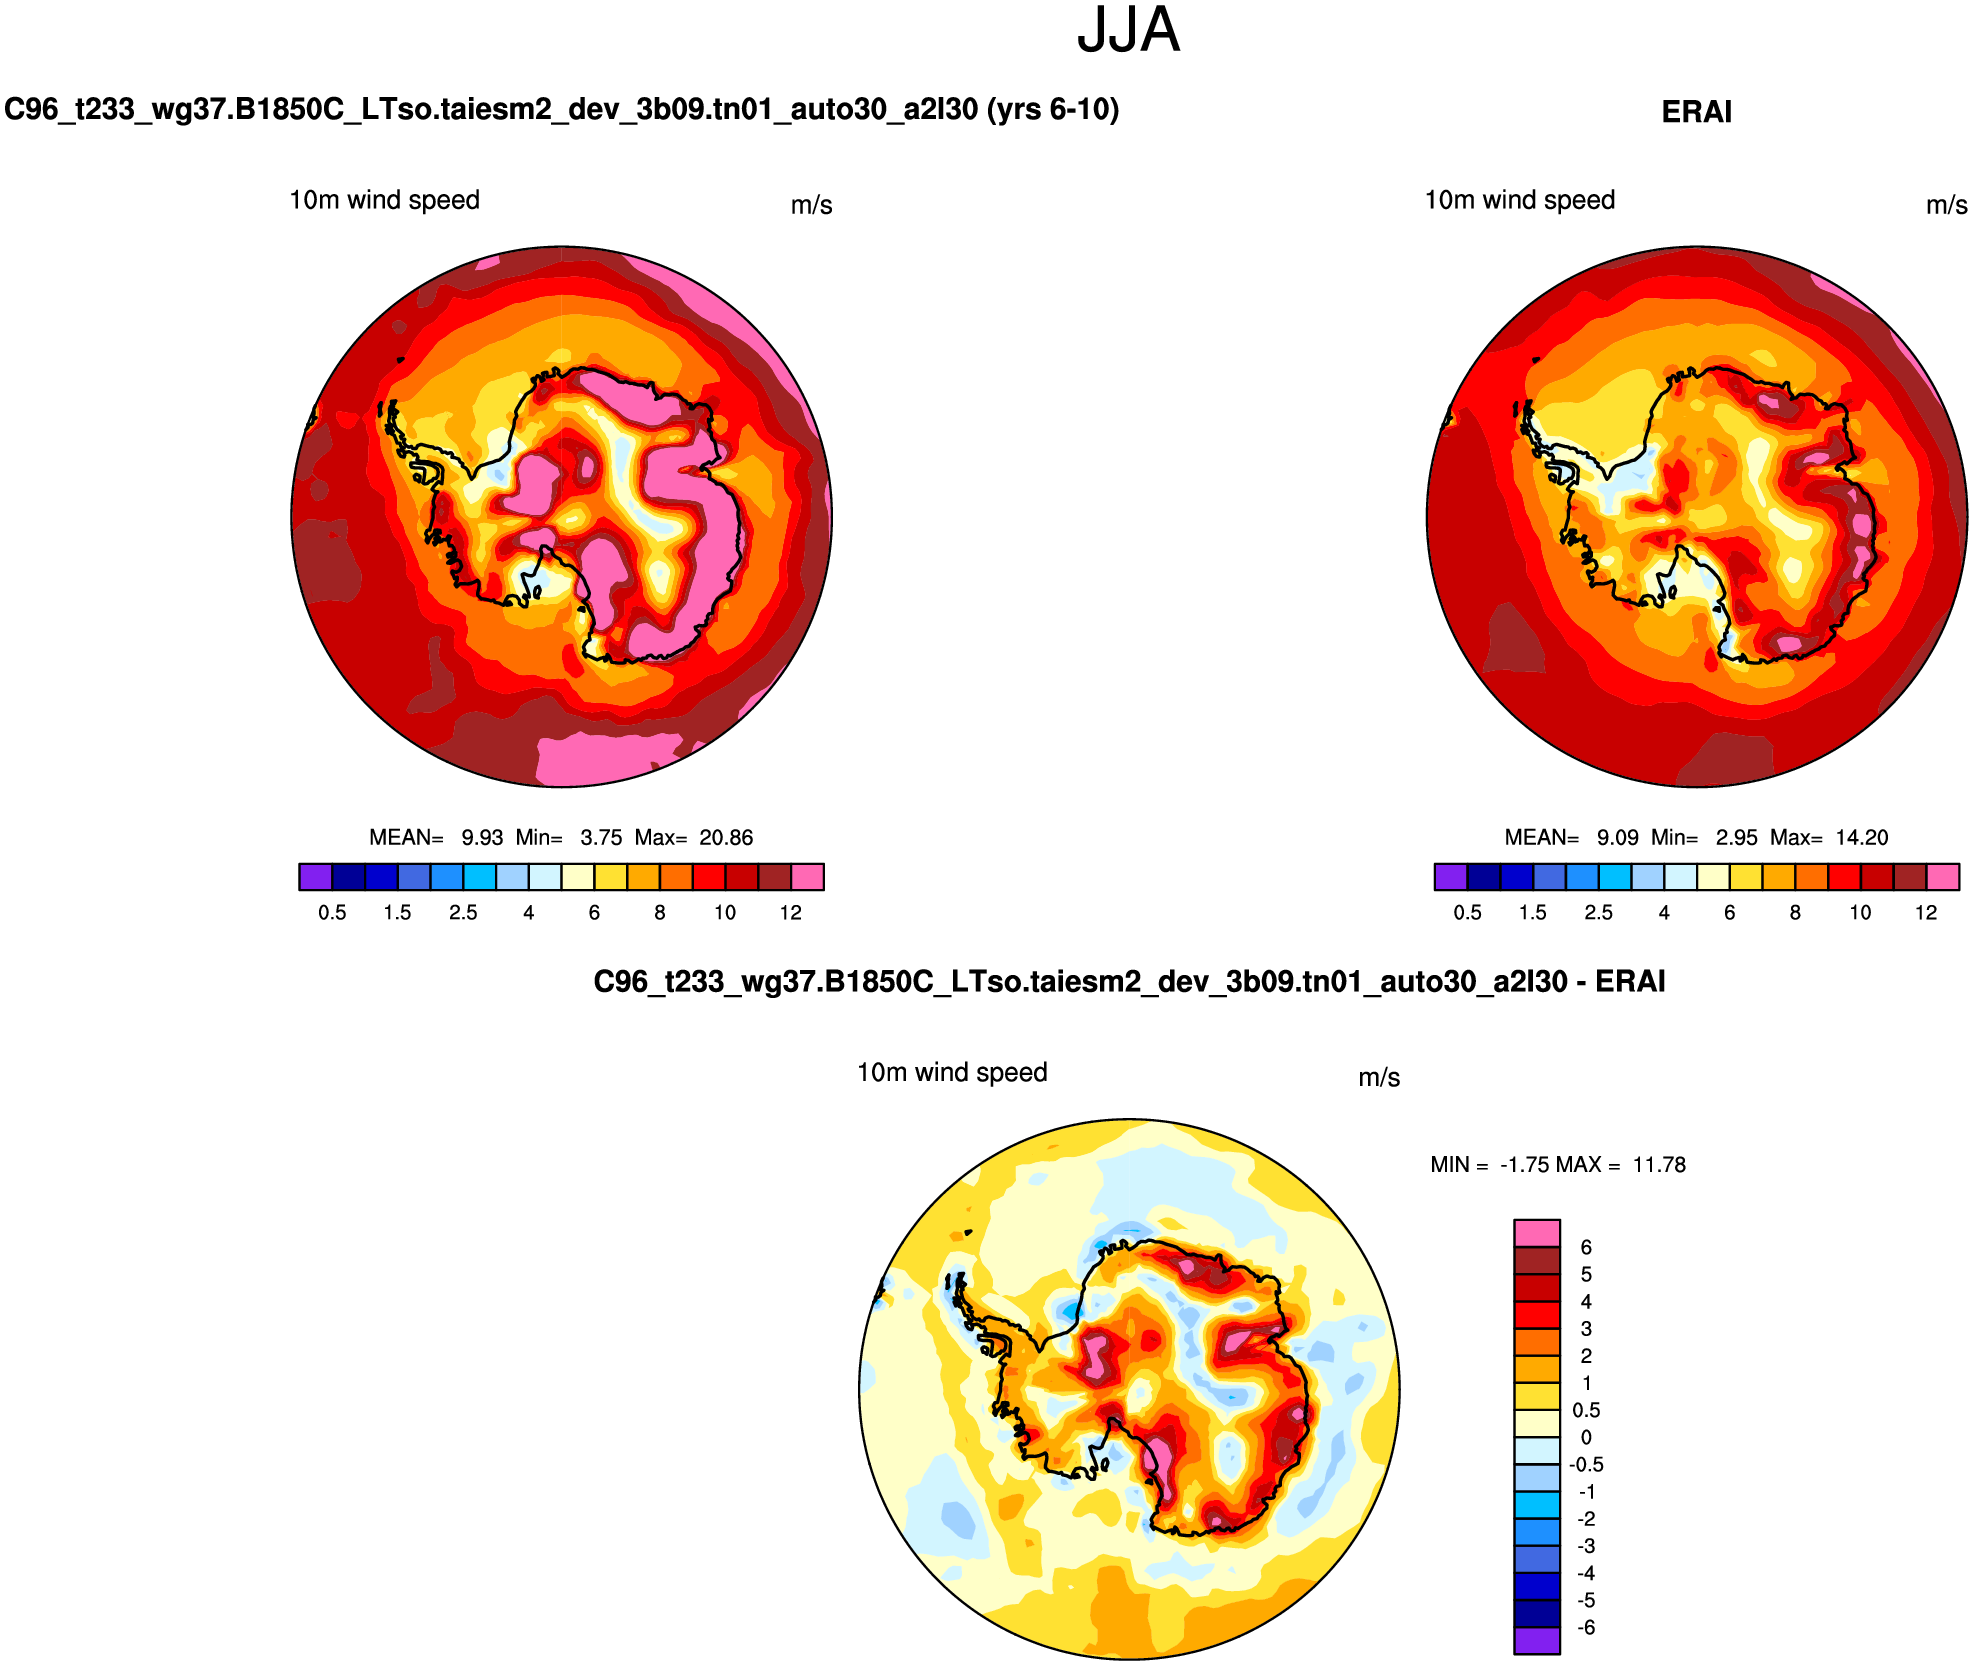 JJA
C96_t233_wg37.B1850C_LTso.taiesm2_dev_3b09.tn01_auto30_a2l30 (yrs 6-10)
ERAI
10m wind speed m/s
10m wind speed m/s
MEAN= 9.93 Min= 3.75 Max= 20.86
0.5 1.5 2.5 4 6 8 10 12
MEAN= 9.09 Min= 2.95 Max= 14.20
0.5 1.5 2.5 4 6 8 10 12
C96_t233_wg37.B1850C_LTso.taiesm2_dev_3b09.tn01_auto30_a2l30 - ERAI
10m wind speed m/s
MIN = -1.75 MAX = 11.78
6
5
4
3
2
1
0.5
0
-0.5
-1
-2
-3
-4
-5
-6